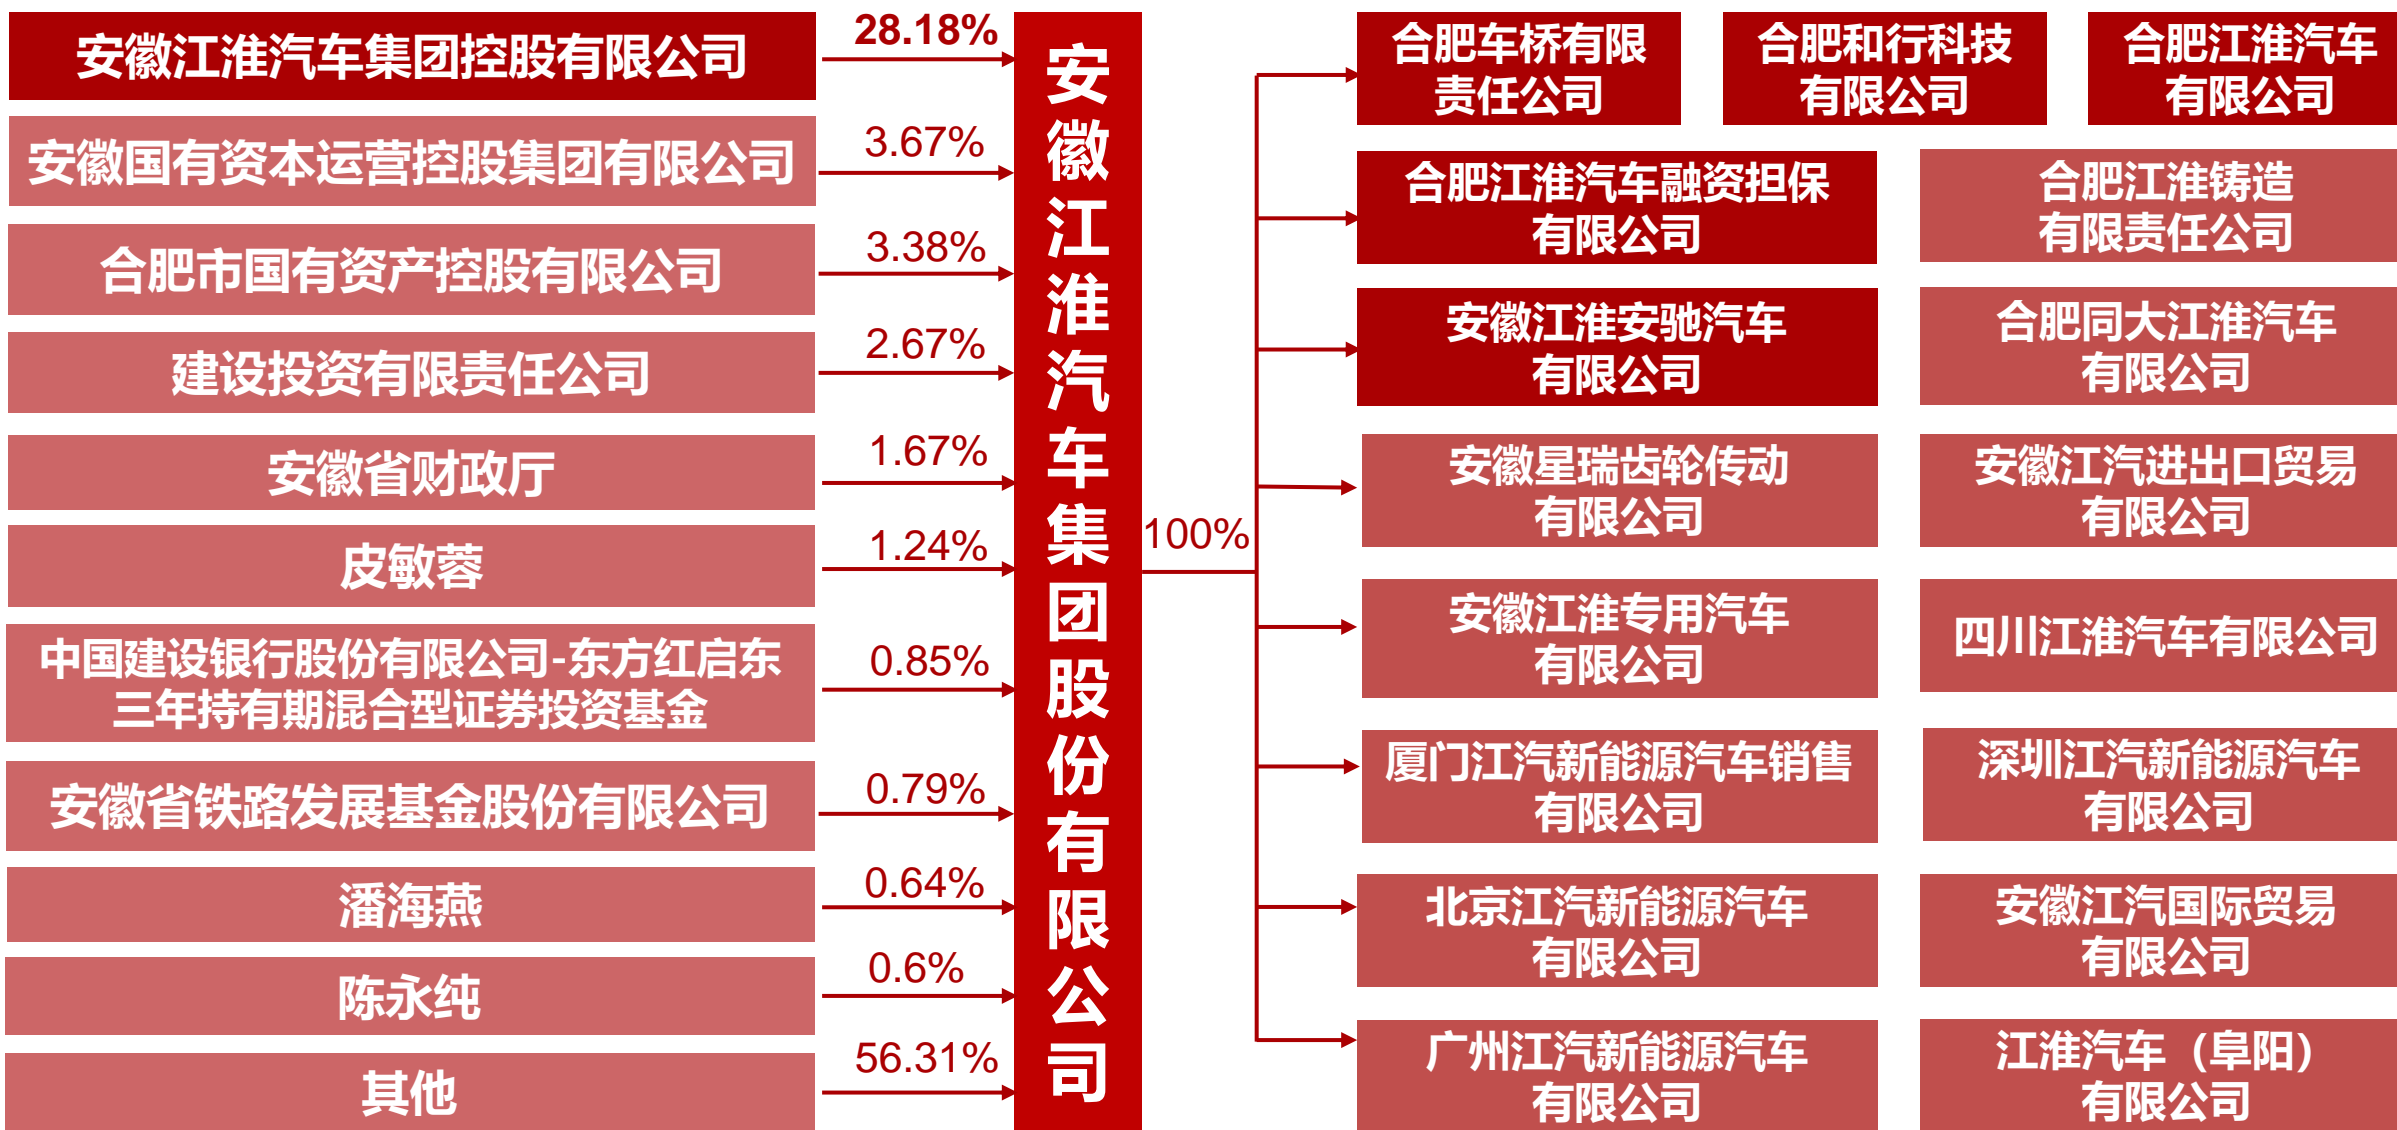 安徽江淮汽车集团控股有限公司
28.18%
安徽国有资本运营控股集团有限公司
3.67%
合肥市国有资产控股有限公司
3.38%
建设投资有限责任公司
2.67%
安徽省财政厅
1.67%
皮敏蓉
1.24%
中国建设银行股份有限公司-东方红启东
三年持有期混合型证券投资基金
0.85%
安徽省铁路发展基金股份有限公司
0.79%
潘海燕
0.64%
陈永纯
0.6%
其他
56.31%
安徽江淮汽车集团股份有限公司
100%
合肥车桥有限
责任公司
合肥和行科技
有限公司
合肥江淮汽车
有限公司
合肥江淮汽车融资担保
有限公司
合肥江淮铸造
有限责任公司
安徽江淮安驰汽车
有限公司
合肥同大江淮汽车
有限公司
安徽星瑞齿轮传动
有限公司
安徽江汽进出口贸易
有限公司
安徽江淮专用汽车
有限公司
四川江淮汽车有限公司
厦门江汽新能源汽车销售
有限公司
深圳江汽新能源汽车
有限公司
北京江汽新能源汽车
有限公司
安徽江汽国际贸易
有限公司
广州江汽新能源汽车
有限公司
江淮汽车（阜阳）
有限公司